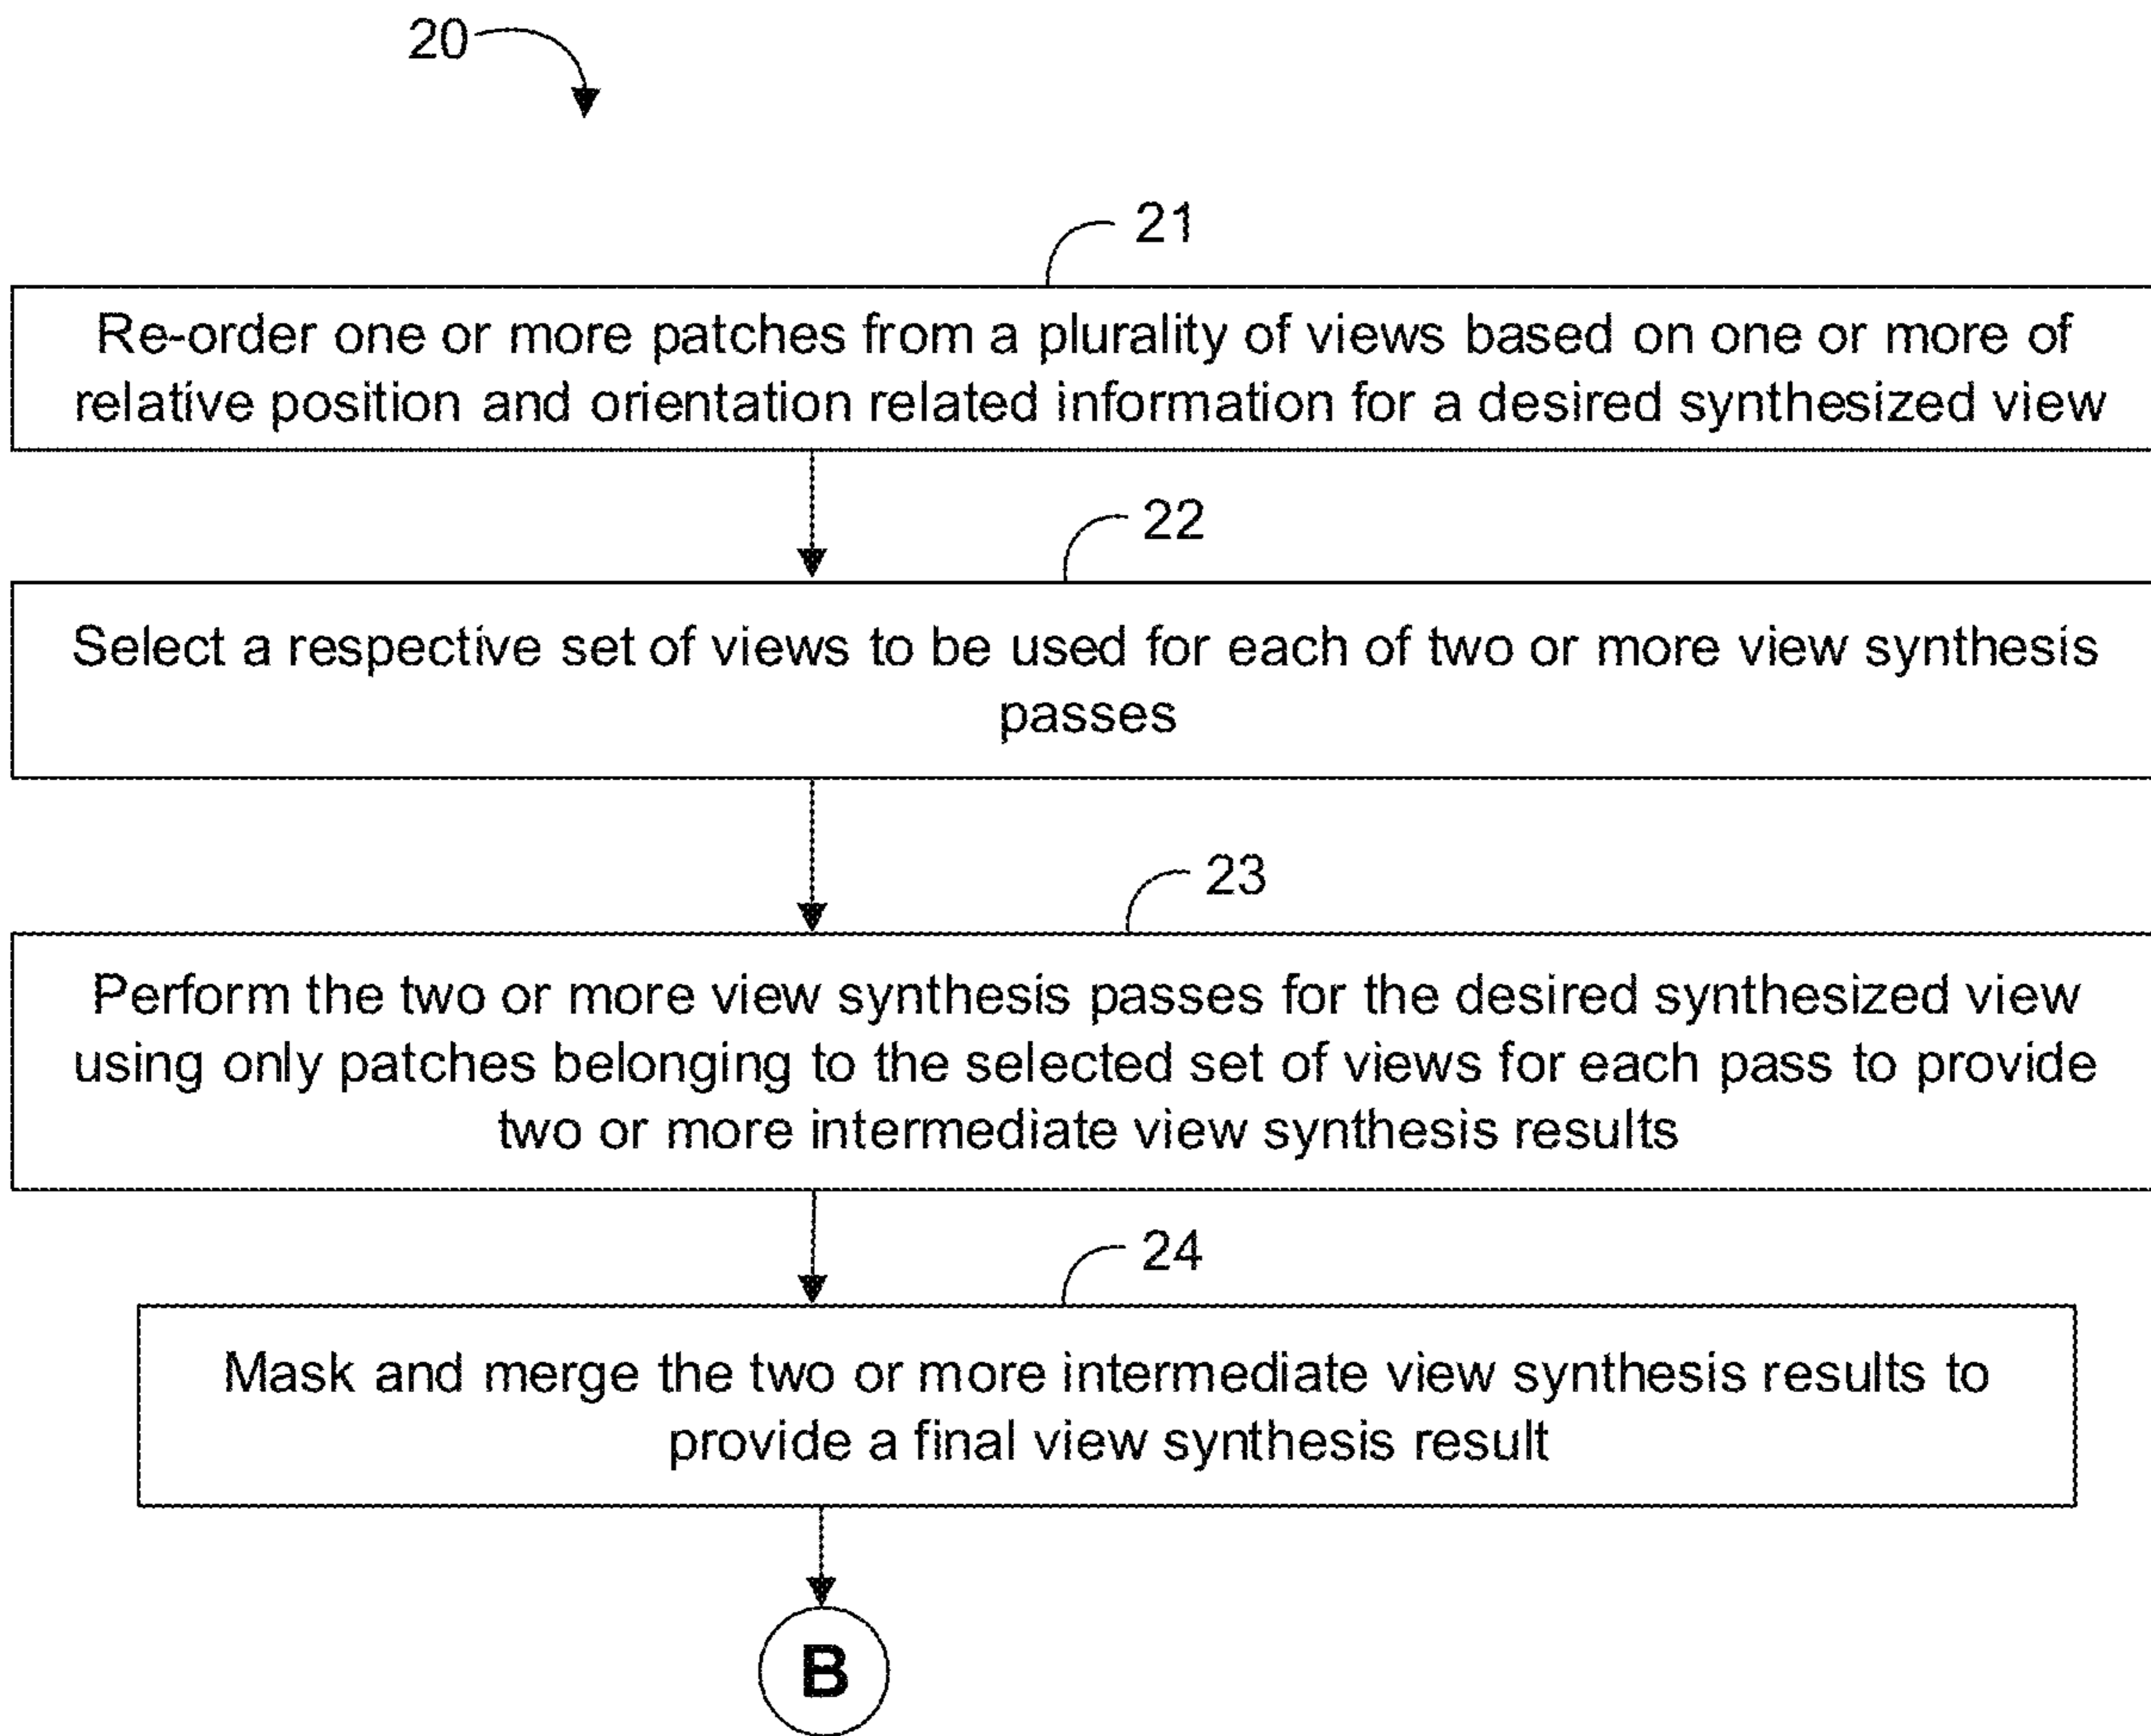 20
21
Re-order one or more patches from a plurality of views based on one or more of
relative position and orientation related information for a desired synthesized view
22
Select a respective set of views to be used for each of two or more view synthesis
passes
23
Perform the two or more view synthesis passes for the desired synthesized view
using only patches belonging to the selected set of views for each pass to provide
two or more intermediate view synthesis results
24
Mask and merge the two or more intermediate view synthesis results to
provide a final view synthesis result
B